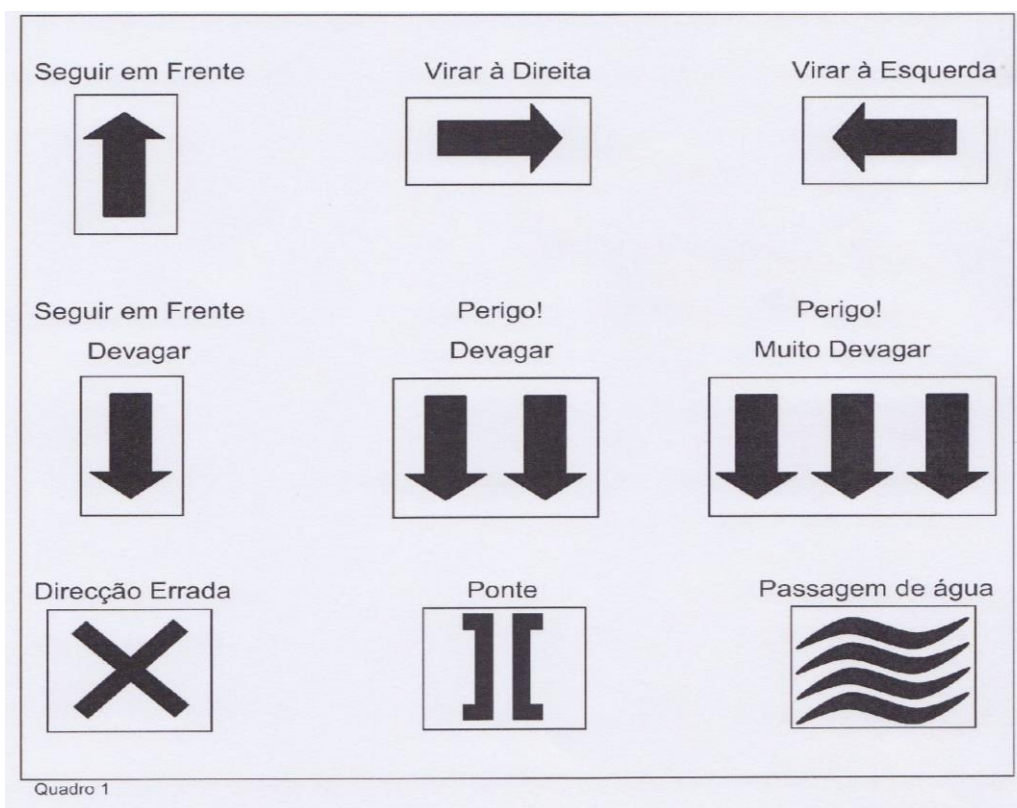 Seguir em Frente
Virar à Direita
Virar à Esquerda
Seguir em Frente
Devagar
Perigo!
Devagar
Perigo!
Muito Devagar
Direcção Errada
Ponte
Passagem de água
Quadro 1